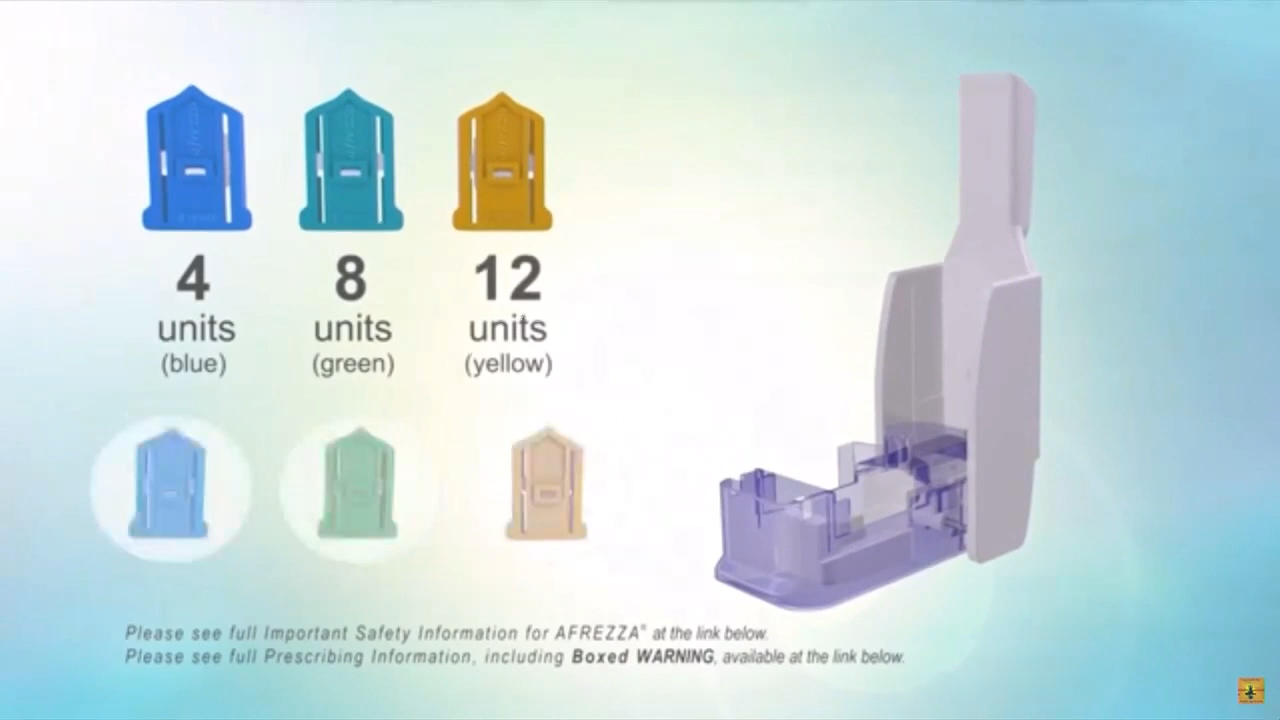 4 8 12
units units units
(blue) (green) (yellow)
Please see full Important Safety Information for AFREZZA® at the link below.
Please see full Prescribing Information, including Boxed WARNING, available at the link below.